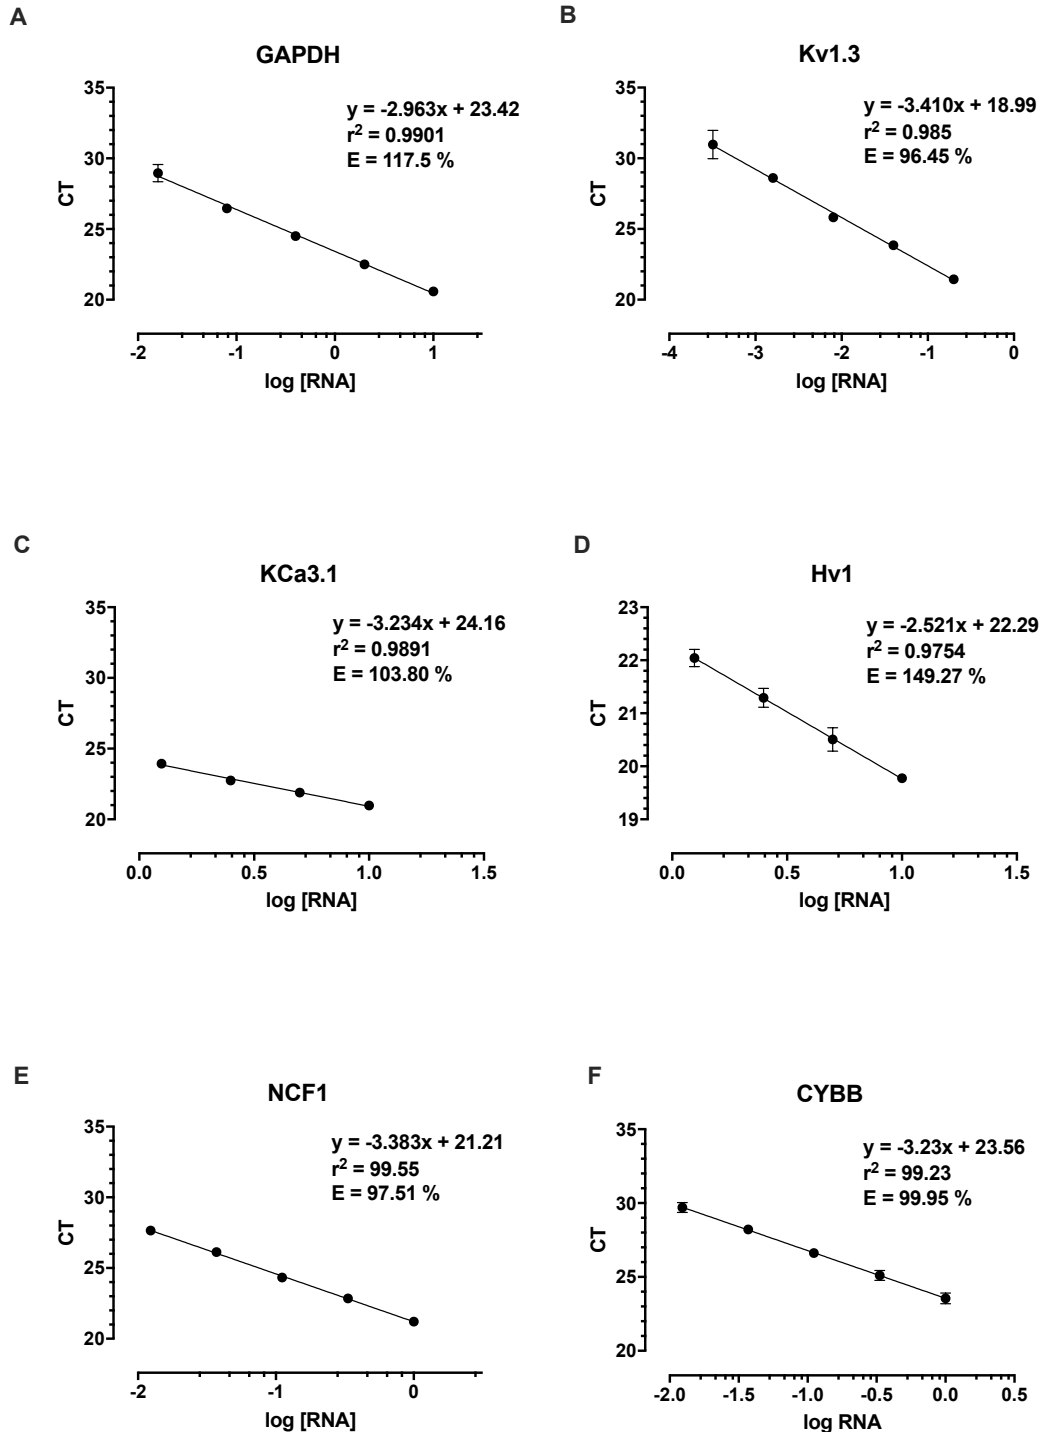 A
GAPDH
y = -2.963x + 23.42
r² = 0.9901
E = 117.5 %
35
30
25
20
CT
-2 -1 0 1
log [RNA]
B
Kv1.3
y = -3.410x + 18.99
r² = 0.985
E = 96.45 %
35
30
25
20
CT
-4 -3 -2 -1 0
log [RNA]
C
KCa3.1
y = -3.234x + 24.16
r² = 0.9891
E = 103.80 %
35
30
25
20
CT
0.0 0.5 1.0 1.5
log [RNA]
D
Hv1
y = -2.521x + 22.29
r² = 0.9754
E = 149.27 %
23
22
21
20
19
CT
0.0 0.5 1.0 1.5
log [RNA]
E
NCF1
y = -3.383x + 21.21
r² = 99.55
E = 97.51 %
35
30
25
20
CT
-2 -1 0
log [RNA]
F
CYBB
y = -3.23x + 23.56
r² = 99.23
E = 99.95 %
35
30
25
20
CT
-2.0 -1.5 -1.0 -0.5 0.0 0.5
log RNA